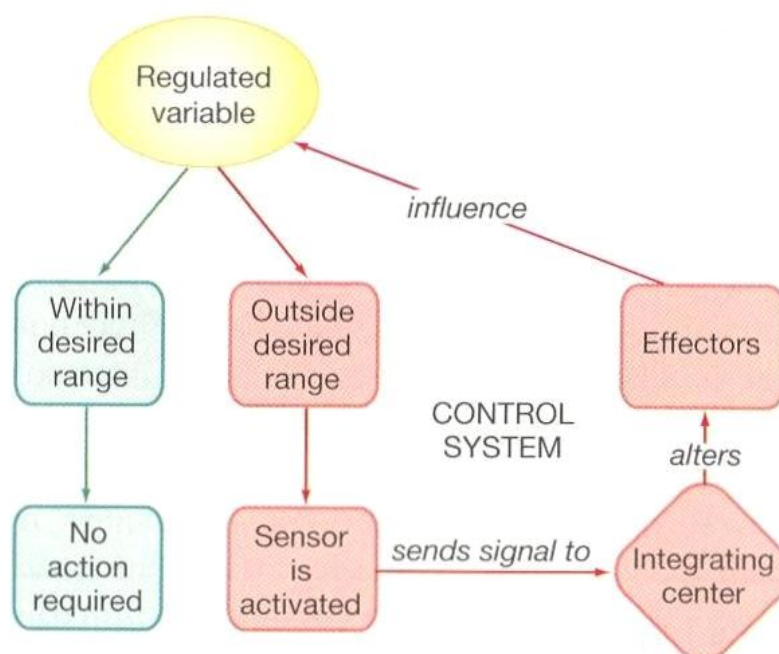 Regulated
variable
influence
Within
desired
range
Outside
desired
range
Effectors
CONTROL
SYSTEM
alters
No
action
required
Sensor
is
activated
sends signal to
Integrating
center